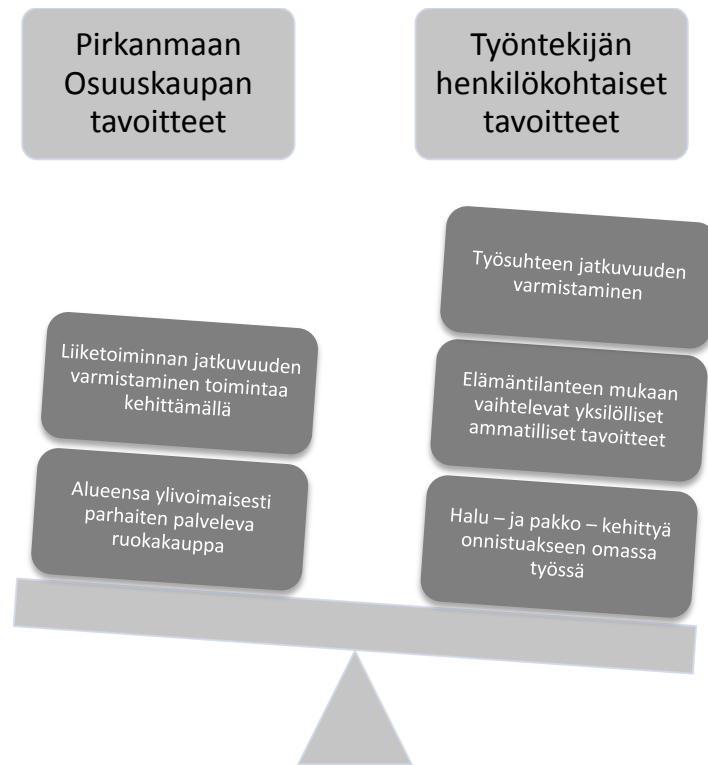 Pirkanmaan
Osuuskaupan
tavoitteet
Työntekijän
henkilökohtaiset
tavoitteet
Liiketoiminnan jatkuvuuden
varmistaminen toimintaa
kehittämällä
Alueensa ylivoimaisesti
parhaiten palveleva
ruokakauppa
Työsuhteen jatkuvuuden
varmistaminen
Elämäntilanteen mukaan
vaihtelevat yksilölliset
ammatilliset tavoitteet
Halu – ja pakko – kehittyä
onnistuakseen omassa
työssä